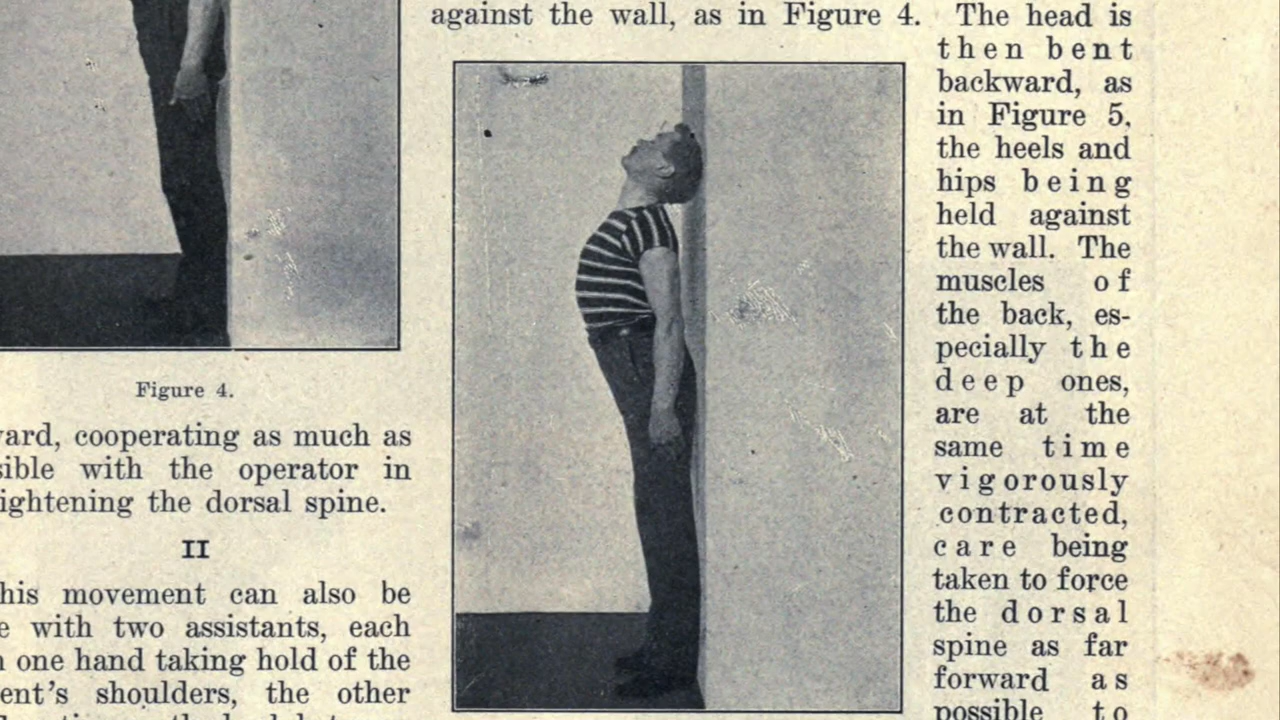 Figure 4.
ward, cooperating as much as
sible with the operator in
ightening the dorsal spine.
II
his movement can also be
e with two assistants, each
one hand taking hold of the
ent's shoulders, the other
against the wall, as in Figure 4. The head is
then bent
backward, as
in Figure 5,
the heels and
hips being
held against
the wall. The
muscles of
the back, es-
pecially the
deep ones,
are at the
same time
vigorously
contracted,
care being
taken to force
the dorsal
spine as far
forward as
possible to